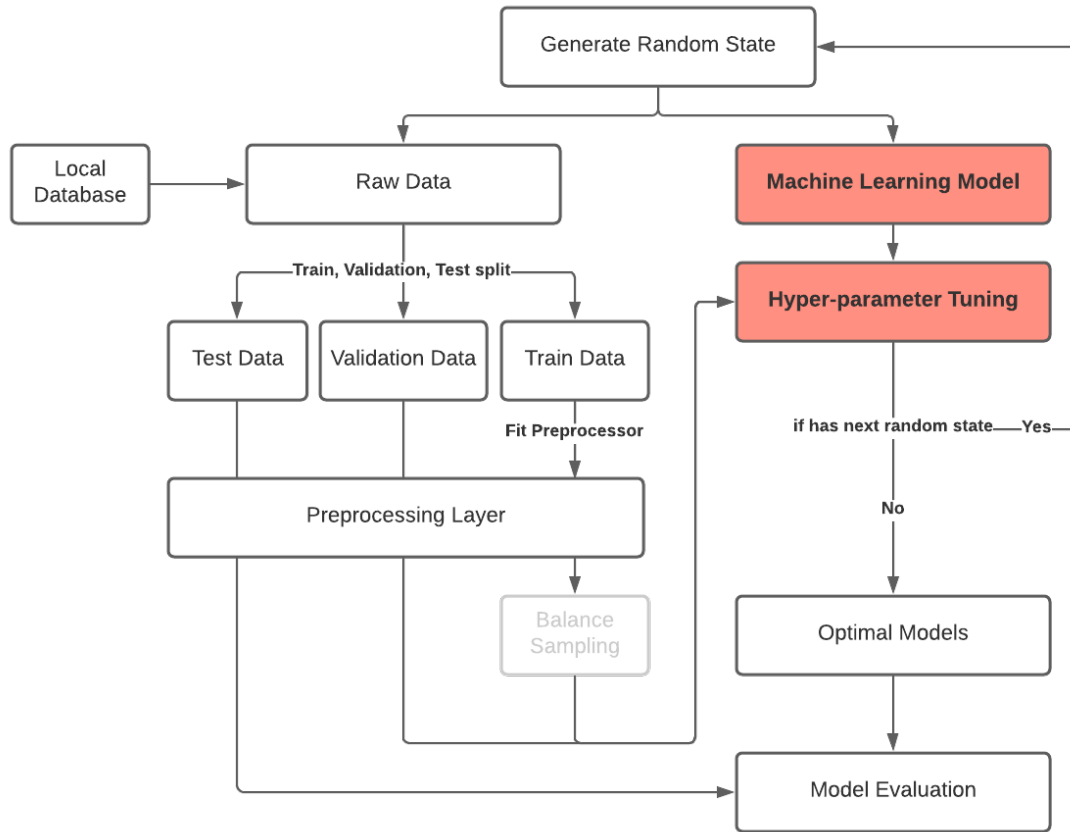 Generate Random State
Local
Database
Raw Data
Machine Learning Model
Train, Validation, Test split
Hyper-parameter Tuning
Test Data
Validation Data
Train Data
Fit Preprocessor
if has next random state
Yes
Preprocessing Layer
No
Balance
Sampling
Optimal Models
Model Evaluation